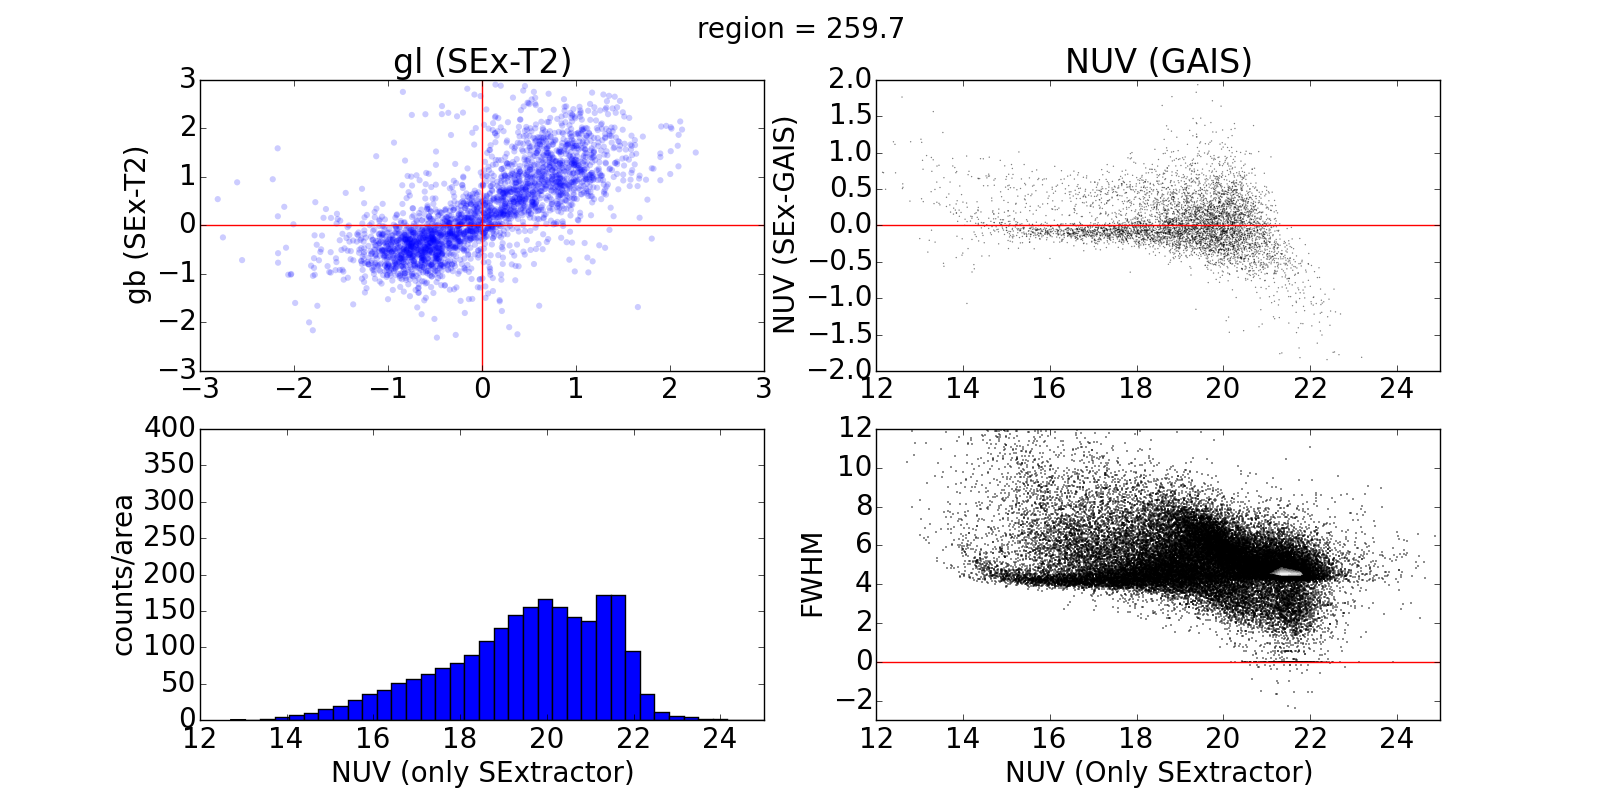 region = 259.7
gl (SEx-T2)
NUV (GAIS)
3
2
1
0
−1
−2
−3
gb (SEx-T2)
−3 −2 −1 0 1 2 3
2.0
1.5
1.0
0.5
0.0
−0.5
−1.0
−1.5
−2.0
NUV (SEx-GAIS)
12 14 16 18 20 22 24
400
350
300
250
200
150
100
50
0
counts/area
12 14 16 18 20 22 24
NUV (only SExtractor)
12
10
8
6
4
2
0
−2
FWHM
12 14 16 18 20 22 24
NUV (Only SExtractor)